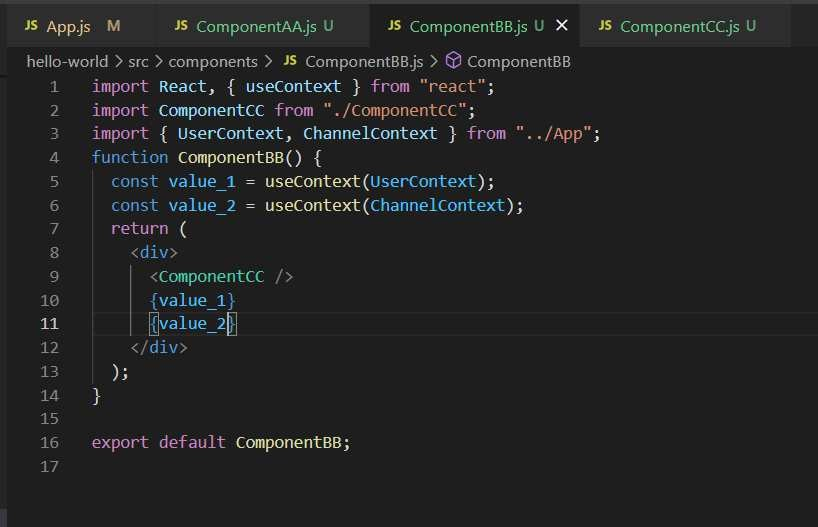 JS App.js M JS ComponentAA.js U JS ComponentBB.js U JS ComponentCC.js U
hello-world > src > components > JS ComponentBB.js > ComponentBB
1 import React, { useContext } from "react";
2 import ComponentCC from "./ComponentCC";
3 import { UserContext, ChannelContext } from "../App";
4 function ComponentBB() {
5 const value_1 = useContext(UserContext);
6 const value_2 = useContext(ChannelContext);
7 return (
8 <div>
9 <ComponentCC />
10 {value_1}
11 {value_2}
12 </div>
13 );
14 }
15
16 export default ComponentBB;
17